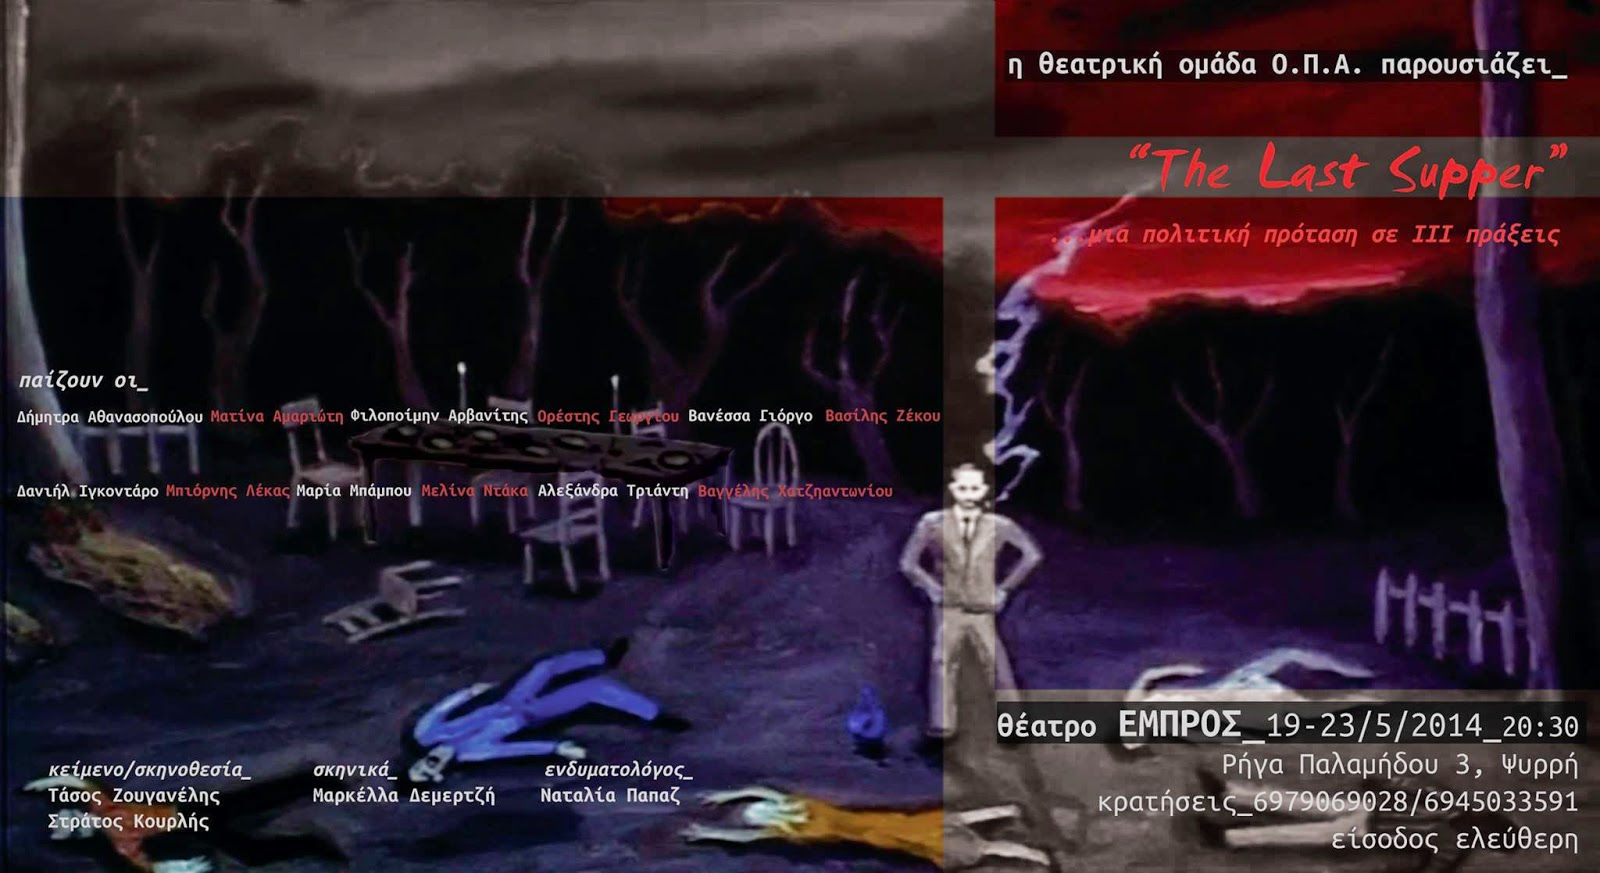 η θεατρική ομάδα Ο.Π.Α. παρουσιάζει_
“The Last Supper”
...μια πολιτική πρόταση σε ΙΙΙ πράξεις
παίζουν οι_
Δήμητρα Αθανασοπούλου Ματίνα Αμαριώτη Φιλοποίμην Αρβανίτης Ορέστης Γεωργίου Βανέσσα Γιόργο Βασίλης Ζέκου
Δανιήλ Ιγκοντάρο Μπιόρνης Λέκας Μαρία Μπάμπου Μελίνα Ντάκα Αλεξάνδρα Τριάντη Βαγγέλης Χατζηαντωνίου
κείμενο/σκηνοθεσία_
Τάσος Ζουγανέλης
Στράτος Κουρλής
σκηνικά_
Μαρκέλλα Δεμερτζή
ενδυματολόγος_
Ναταλία Παπαζ
θέατρο ΕΜΠΡΟΣ_19-23/5/2014_20:30
Ρήγα Παλαμήδου 3, Ψυρρή
κρατήσεις_6979069028/6945033591
είσοδος ελεύθερη